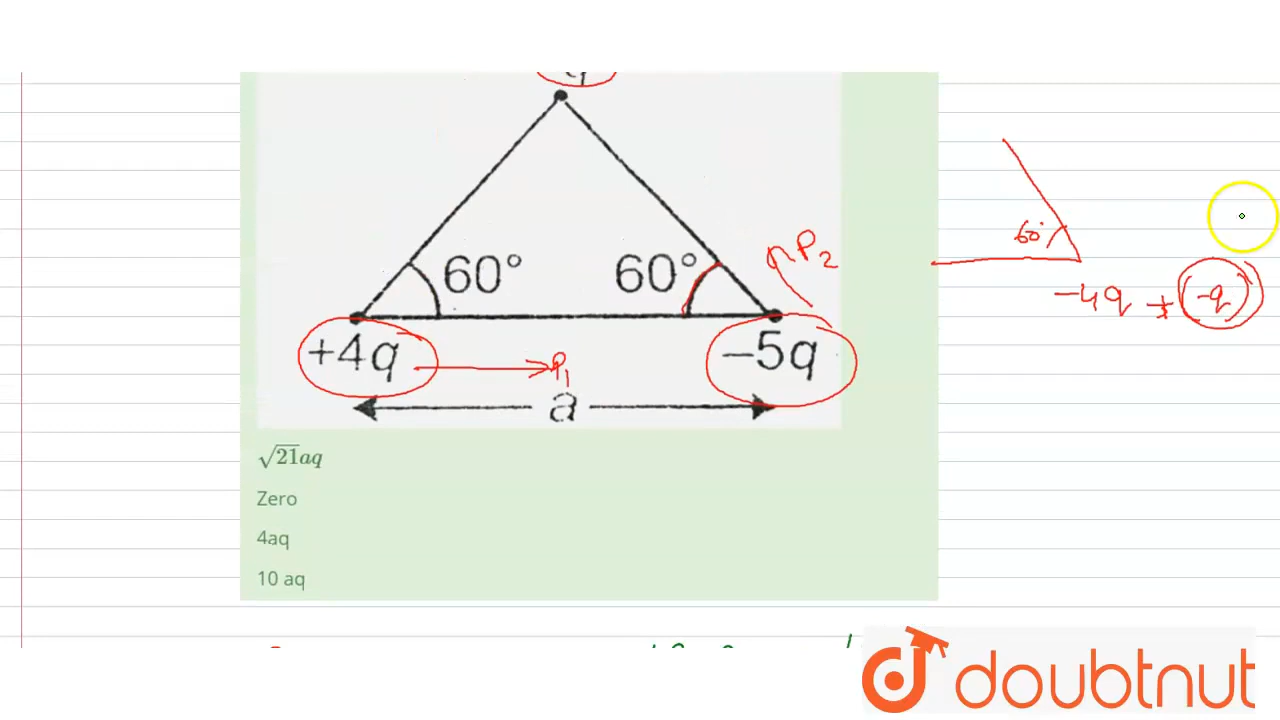 60°
60°
P2
60°
-4q + (-q)
+4q
P1
-5q
a
√21aq
Zero
4aq
10 aq
doubtnut